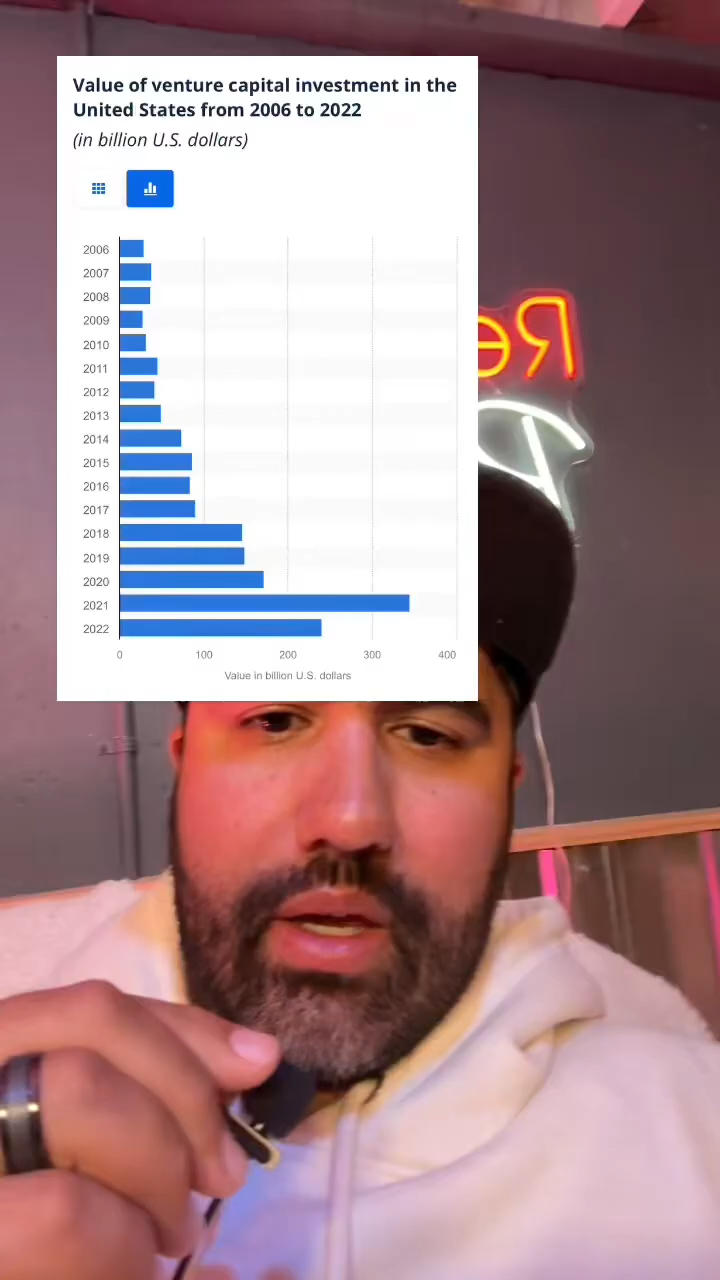 Value of venture capital investment in the
United States from 2006 to 2022
(in billion U.S. dollars)
2006
2007
2008
2009
2010
2011
2012
2013
2014
2015
2016
2017
2018
2019
2020
2021
2022
0 100 200 300 400
Value in billion U.S. dollars
Re